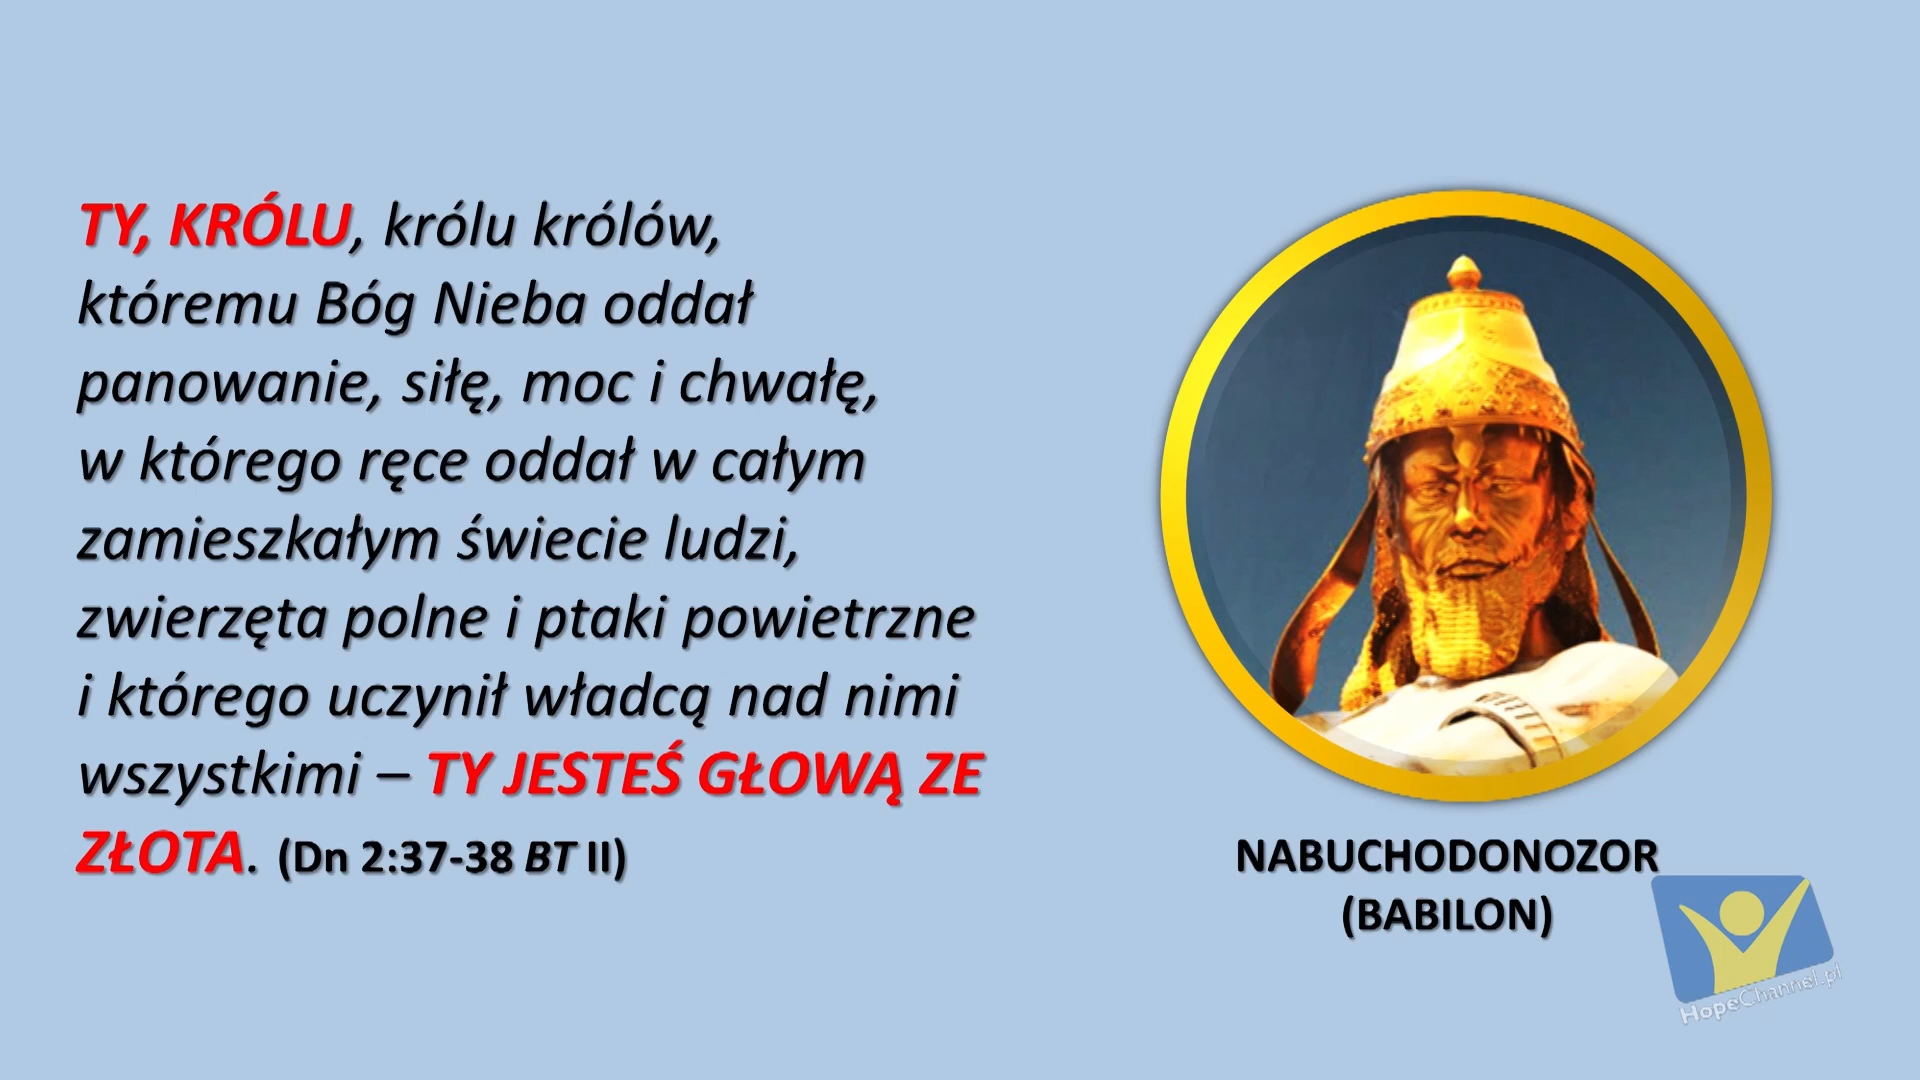 TY, KRÓLU, królu królów,
któremu Bóg Nieba oddał
panowanie, siłę, moc i chwałę,
w którego ręce oddał w całym
zamieszkałym świecie ludzi,
zwierzęta polne i ptaki powietrzne
i którego uczynił władcą nad nimi
wszystkimi – TY JESTEŚ GŁOWĄ ZE
ZŁOTA. (Dn 2:37-38 BT II)
NABUCHODONOZOR
(BABILON)
HopeChannel.pl